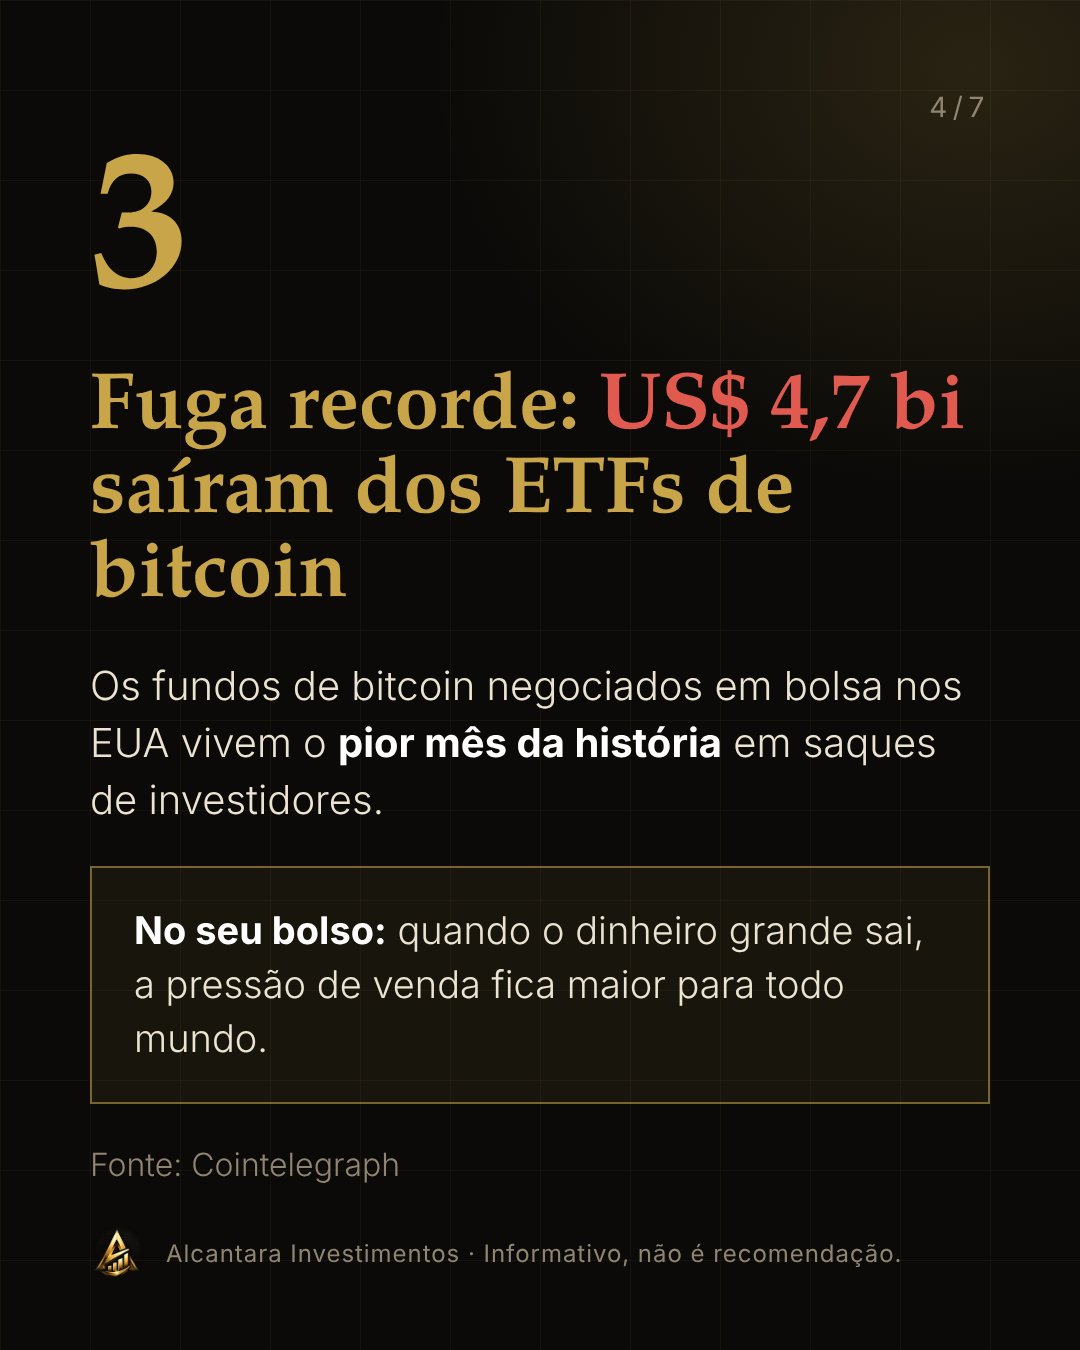 4/7
3
Fuga recorde: US$ 4,7 bi
saíram dos ETFs de
bitcoin
Os fundos de bitcoin negociados em bolsa nos
EUA vivem o pior mês da história em saques
de investidores.
No seu bolso: quando o dinheiro grande sai,
a pressão de venda fica maior para todo
mundo.
Fonte: Cointelegraph
Alcantara Investimentos · Informativo, não é recomendação.